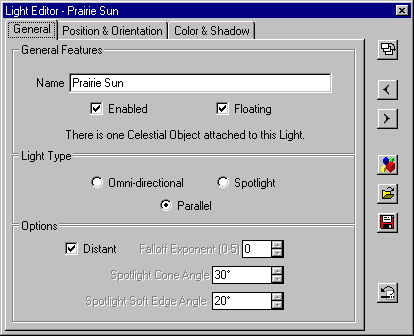 Light Editor - Prairie Sun
General Position & Orientation Color & Shadow
General Features
Name Prairie Sun
Enabled Floating
There is one Celestial Object attached to this Light.
Light Type
Omni-directional Spotlight
Parallel
Options
Distant Falloff Exponent (0-5) 0
Spotlight Cone Angle 30°
Spotlight Soft Edge Angle 20°